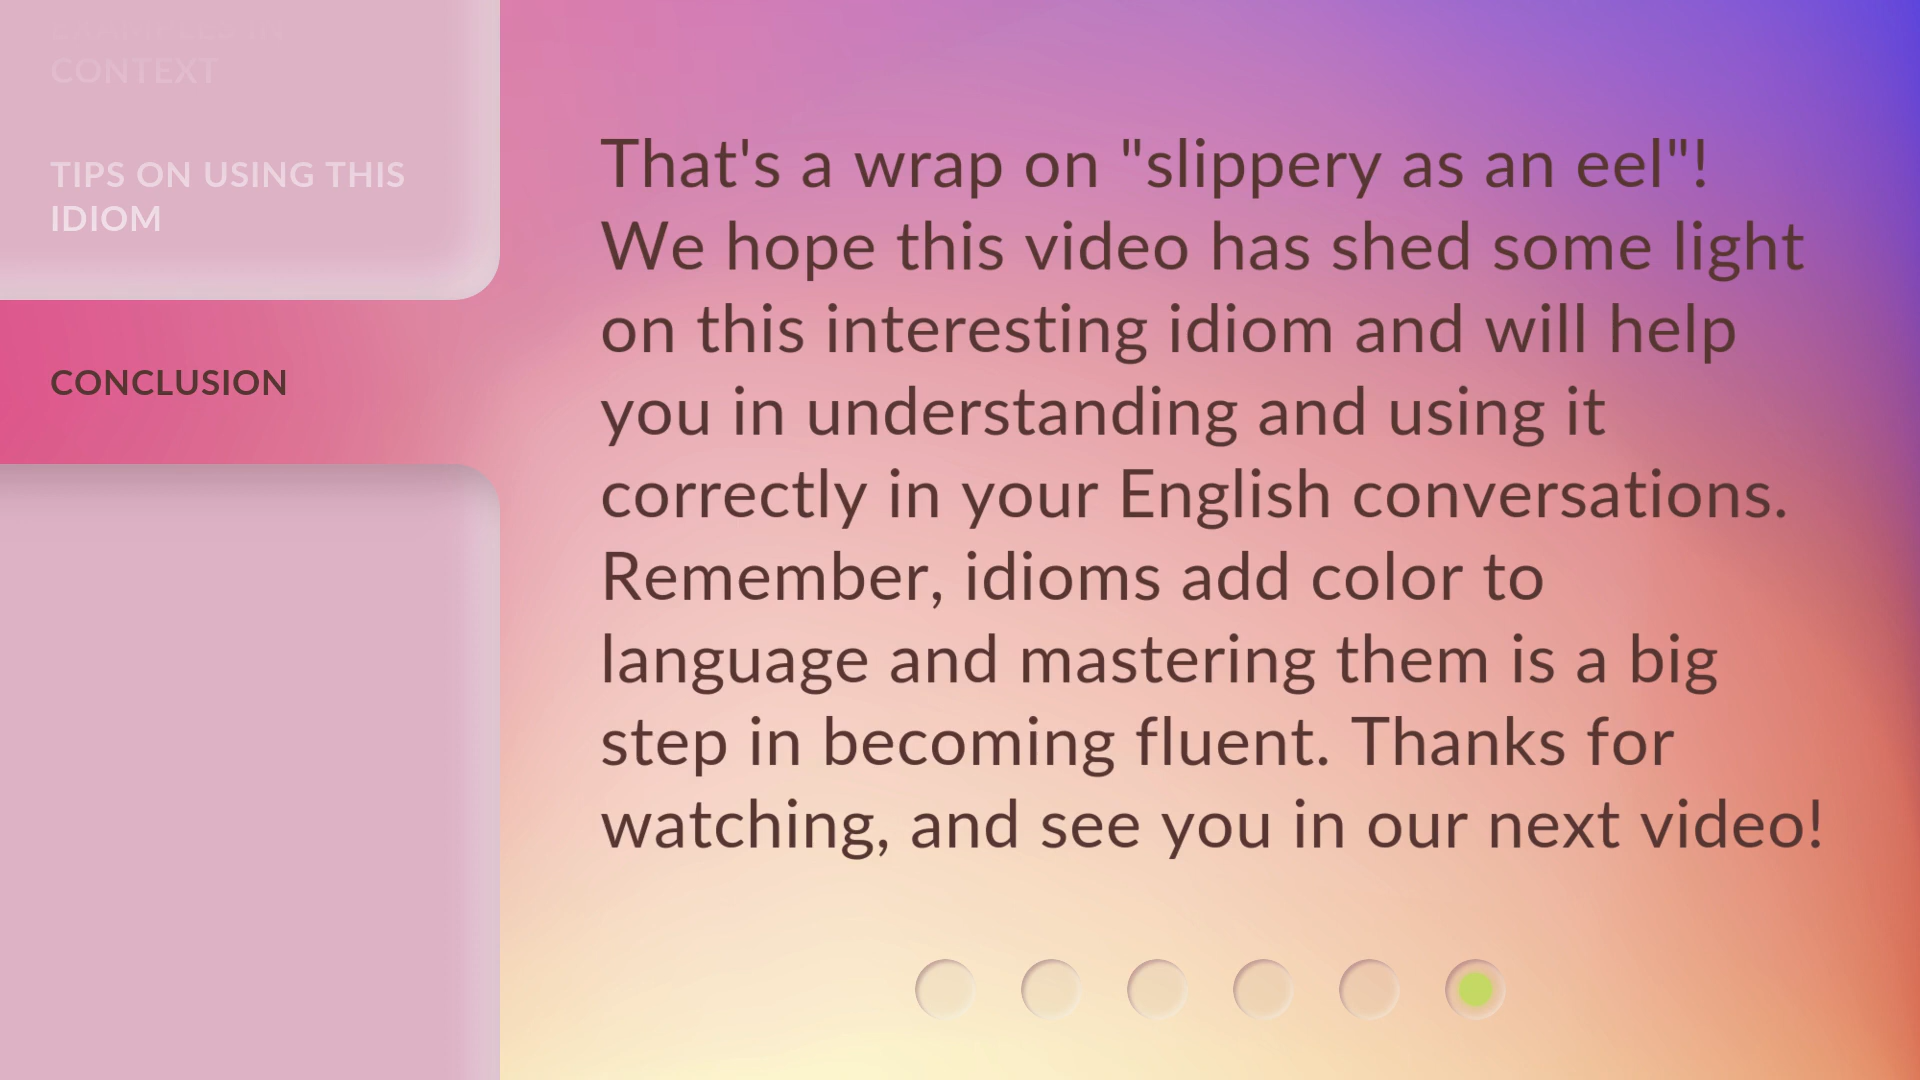 EXAMPLES IN
CONTEXT
TIPS ON USING THIS
IDIOM
CONCLUSION
That's a wrap on "slippery as an eel"!
We hope this video has shed some light
on this interesting idiom and will help
you in understanding and using it
correctly in your English conversations.
Remember, idioms add color to
language and mastering them is a big
step in becoming fluent. Thanks for
watching, and see you in our next video!